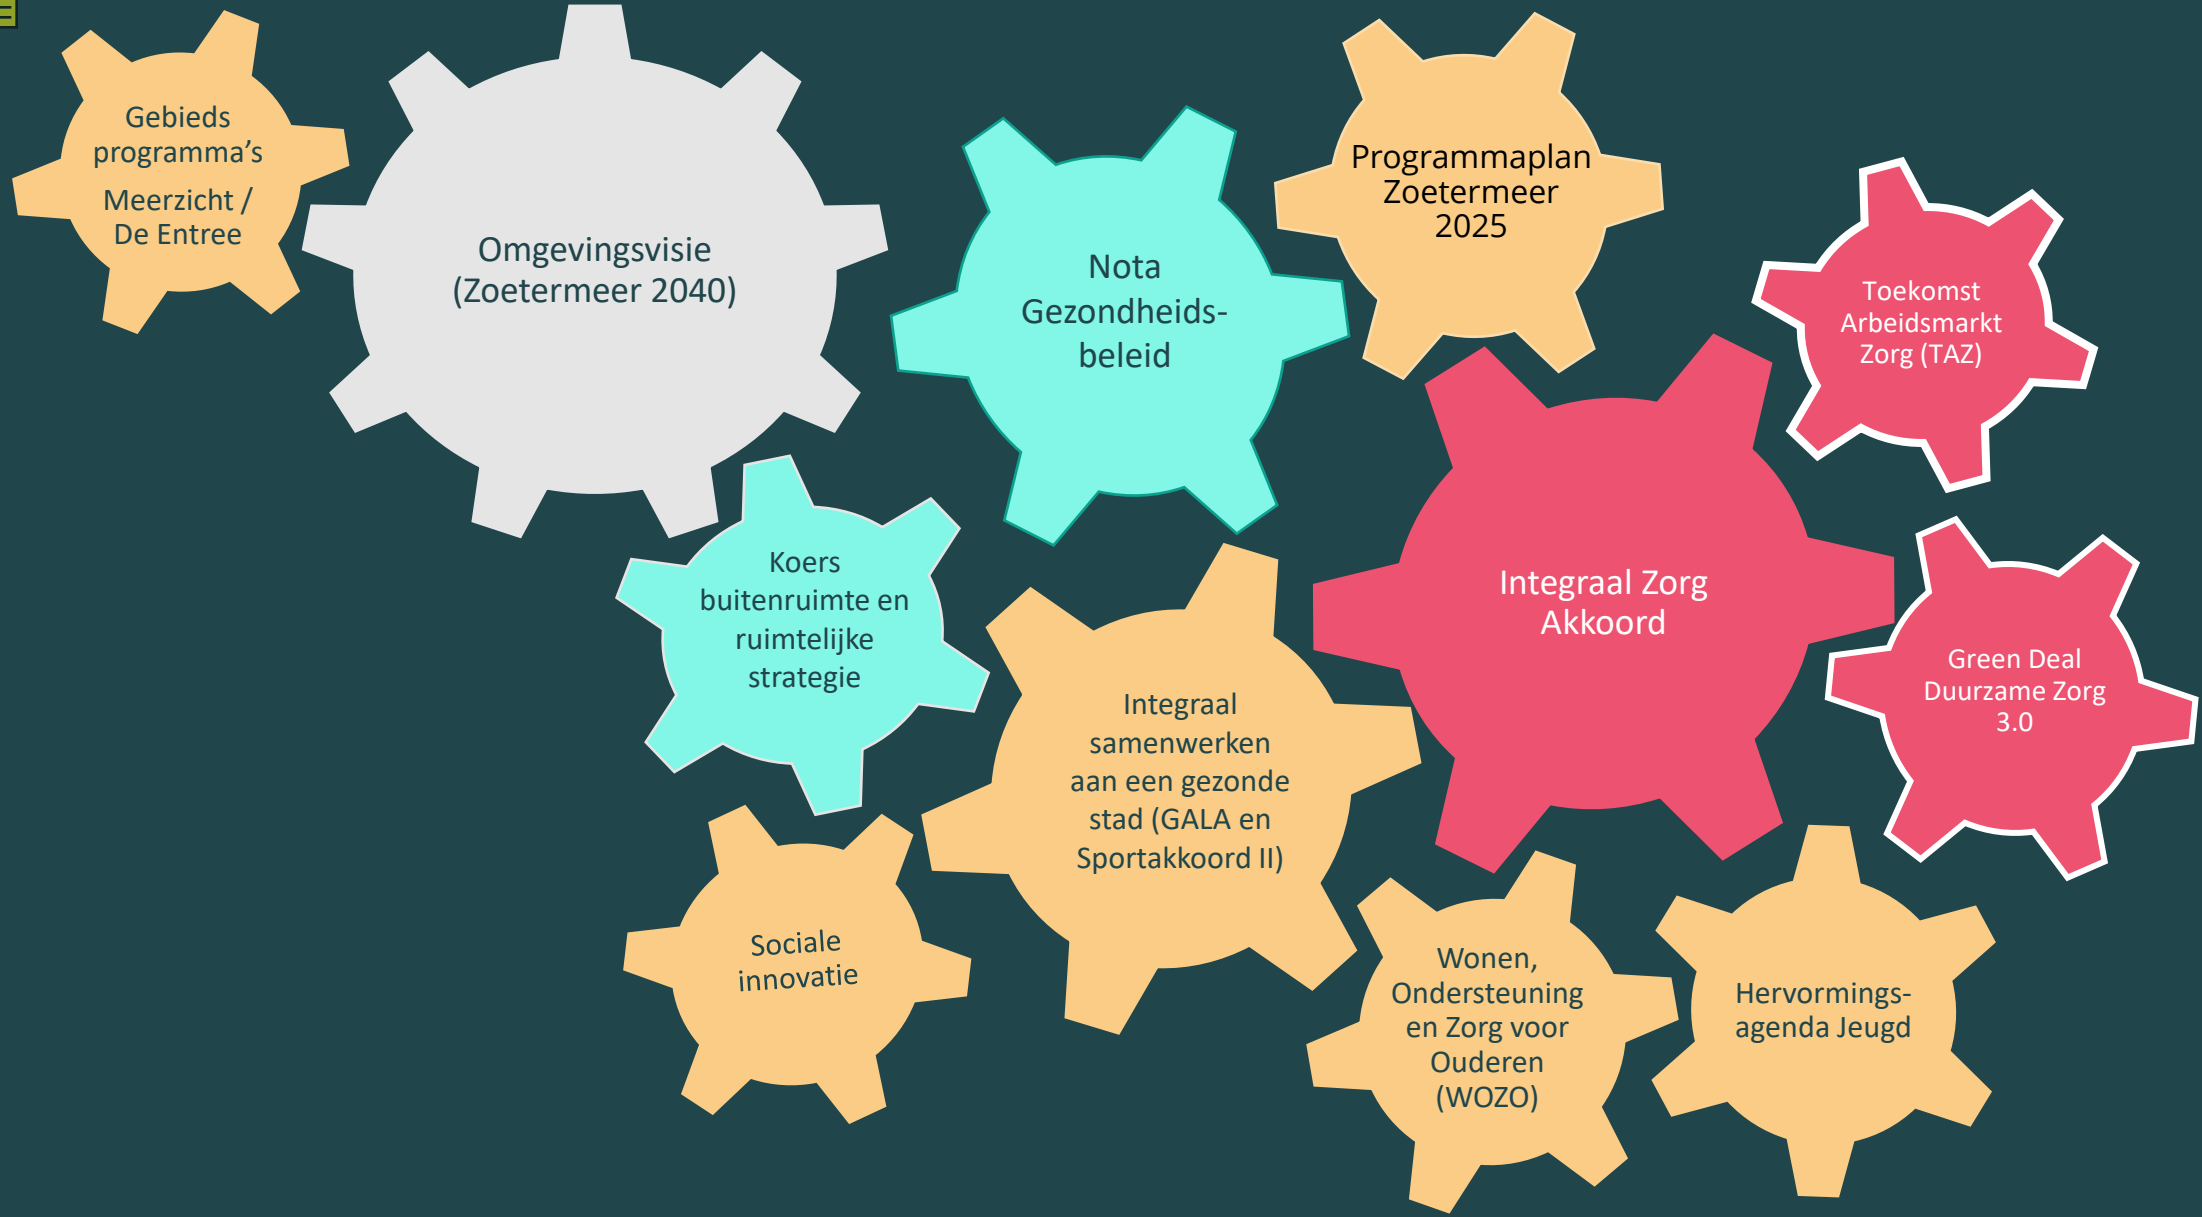 Gebieds
programma's
Meerzicht /
De Entree
Omgevingsvisie
(Zoetermeer 2040)
Nota
Gezondheids-
beleid
Programmaplan
Zoetermeer
2025
Toekomst
Arbeidsmarkt
Zorg (TAZ)
Koers
buitenruimte en
ruimtelijke
strategie
Integraal
samenwerken
aan een gezonde
stad (GALA en
Sportakkoord II)
Integraal Zorg
Akkoord
Green Deal
Duurzame Zorg
3.0
Sociale
innovatie
Wonen,
Ondersteuning
en Zorg voor
Ouderen
(WOZO)
Hervormings-
agenda Jeugd